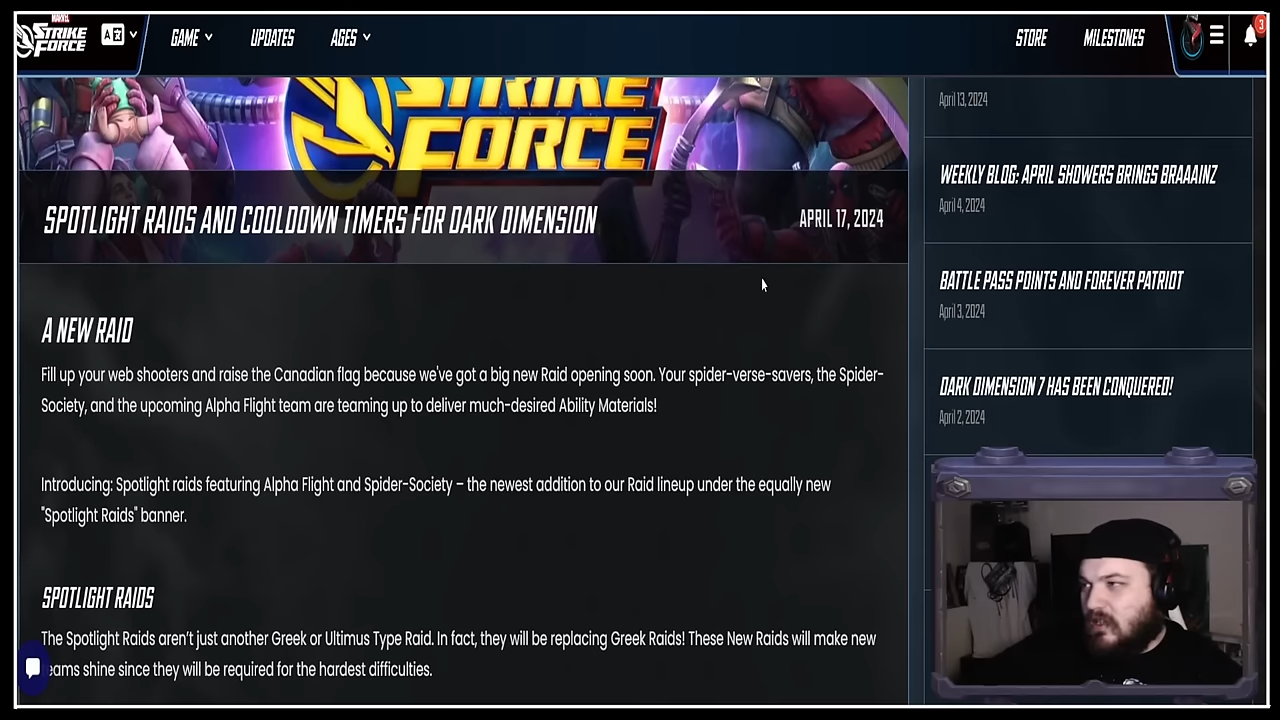 MARVEL
STRIKE
FORCE
GAME
UPDATES
AGES
STORE
MILESTONES
3
STRIKE
FORCE
SPOTLIGHT RAIDS AND COOLDOWN TIMERS FOR DARK DIMENSION
APRIL 17, 2024
A NEW RAID
Fill up your web shooters and raise the Canadian flag because we've got a big new Raid opening soon. Your spider-verse-savers, the Spider-
Society, and the upcoming Alpha Flight team are teaming up to deliver much-desired Ability Materials!
Introducing: Spotlight raids featuring Alpha Flight and Spider-Society – the newest addition to our Raid lineup under the equally new
"Spotlight Raids" banner.
SPOTLIGHT RAIDS
The Spotlight Raids aren't just another Greek or Ultimus Type Raid. In fact, they will be replacing Greek Raids! These New Raids will make new
teams shine since they will be required for the hardest difficulties.
April 13, 2024
WEEKLY BLOG: APRIL SHOWERS BRINGS BRAAAINZ
April 4, 2024
BATTLE PASS POINTS AND FOREVER PATRIOT
April 3, 2024
DARK DIMENSION 7 HAS BEEN CONQUERED!
April 2, 2024